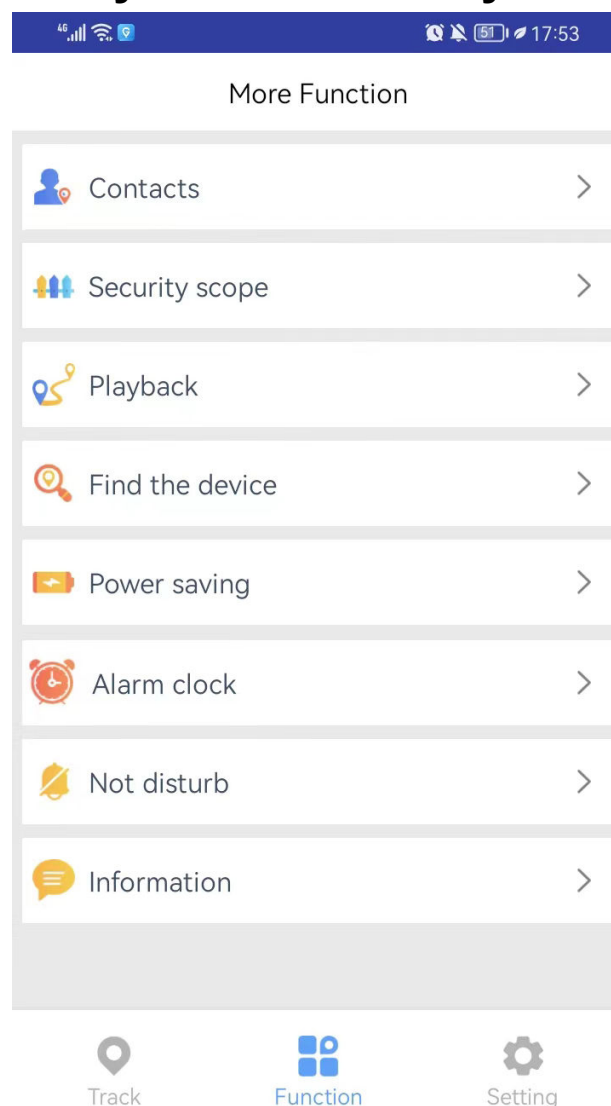 4G 51 17:53
More Function
Contacts
Security scope
Playback
Find the device
Power saving
Alarm clock
Not disturb
Information
Track Function Setting